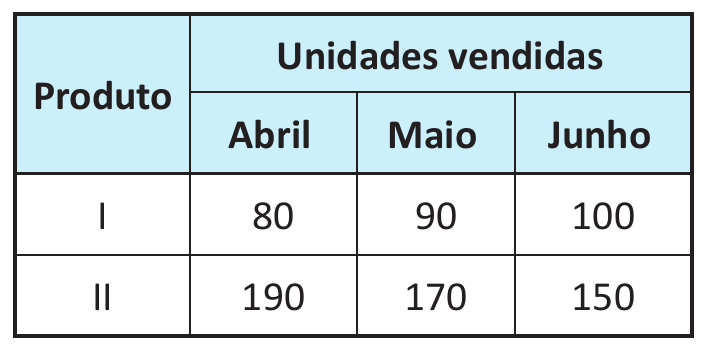 Produto
Unidades vendidas
Abril Maio Junho
I 80 90 100
II 190 170 150